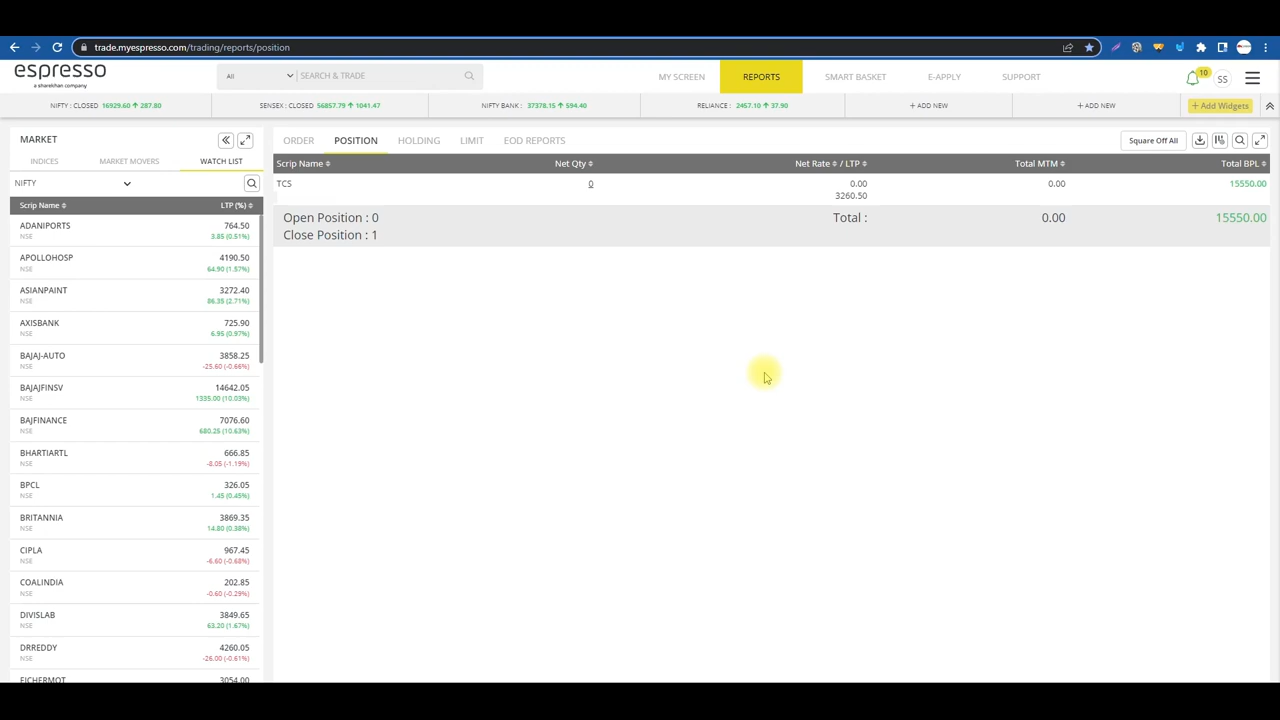 trade.myespresso.com/trading/reports/position
espresso
a sharekhan company
All
SEARCH & TRADE
MY SCREEN
REPORTS
SMART BASKET
E-APPLY
SUPPORT
10
SS
NIFTY : CLOSED 16929.60 ↑ 287.80
SENSEX : CLOSED 56857.79 ↑ 1041.47
NIFTY BANK : 37378.15 ↑ 594.40
RELIANCE : 2457.10 ↑ 37.90
+ ADD NEW
+ ADD NEW
+ Add Widgets
MARKET
INDICES
MARKET MOVERS
WATCH LIST
NIFTY
Scrip Name LTP (%)
ADANIPORTS 764.50
NSE 3.85 (0.51%)
APOLLOHOSP 4190.50
NSE 64.90 (1.57%)
ASIANPAINT 3272.40
NSE 86.35 (2.71%)
AXISBANK 725.90
NSE 6.95 (0.97%)
BAJAJ-AUTO 3858.25
NSE -25.60 (-0.66%)
BAJAJFINSV 14642.05
NSE 1335.00 (10.03%)
BAJFINANCE 7076.60
NSE 680.25 (10.63%)
BHARTIARTL 666.85
NSE -8.05 (-1.19%)
BPCL 326.05
NSE 1.45 (0.45%)
BRITANNIA 3869.35
NSE 14.80 (0.38%)
CIPLA 967.45
NSE -6.60 (-0.68%)
COALINDIA 202.85
NSE -0.60 (-0.29%)
DIVISLAB 3849.65
NSE 63.20 (1.67%)
DRREDDY 4260.05
NSE -26.00 (-0.61%)
EICHERMOT 3054.00
ORDER
POSITION
HOLDING
LIMIT
EOD REPORTS
Square Off All
Scrip Name Net Qty Net Rate / LTP Total MTM Total BPL
TCS 0 0.00 0.00 15550.00
3260.50
Open Position : 0 Total : 0.00 15550.00
Close Position : 1